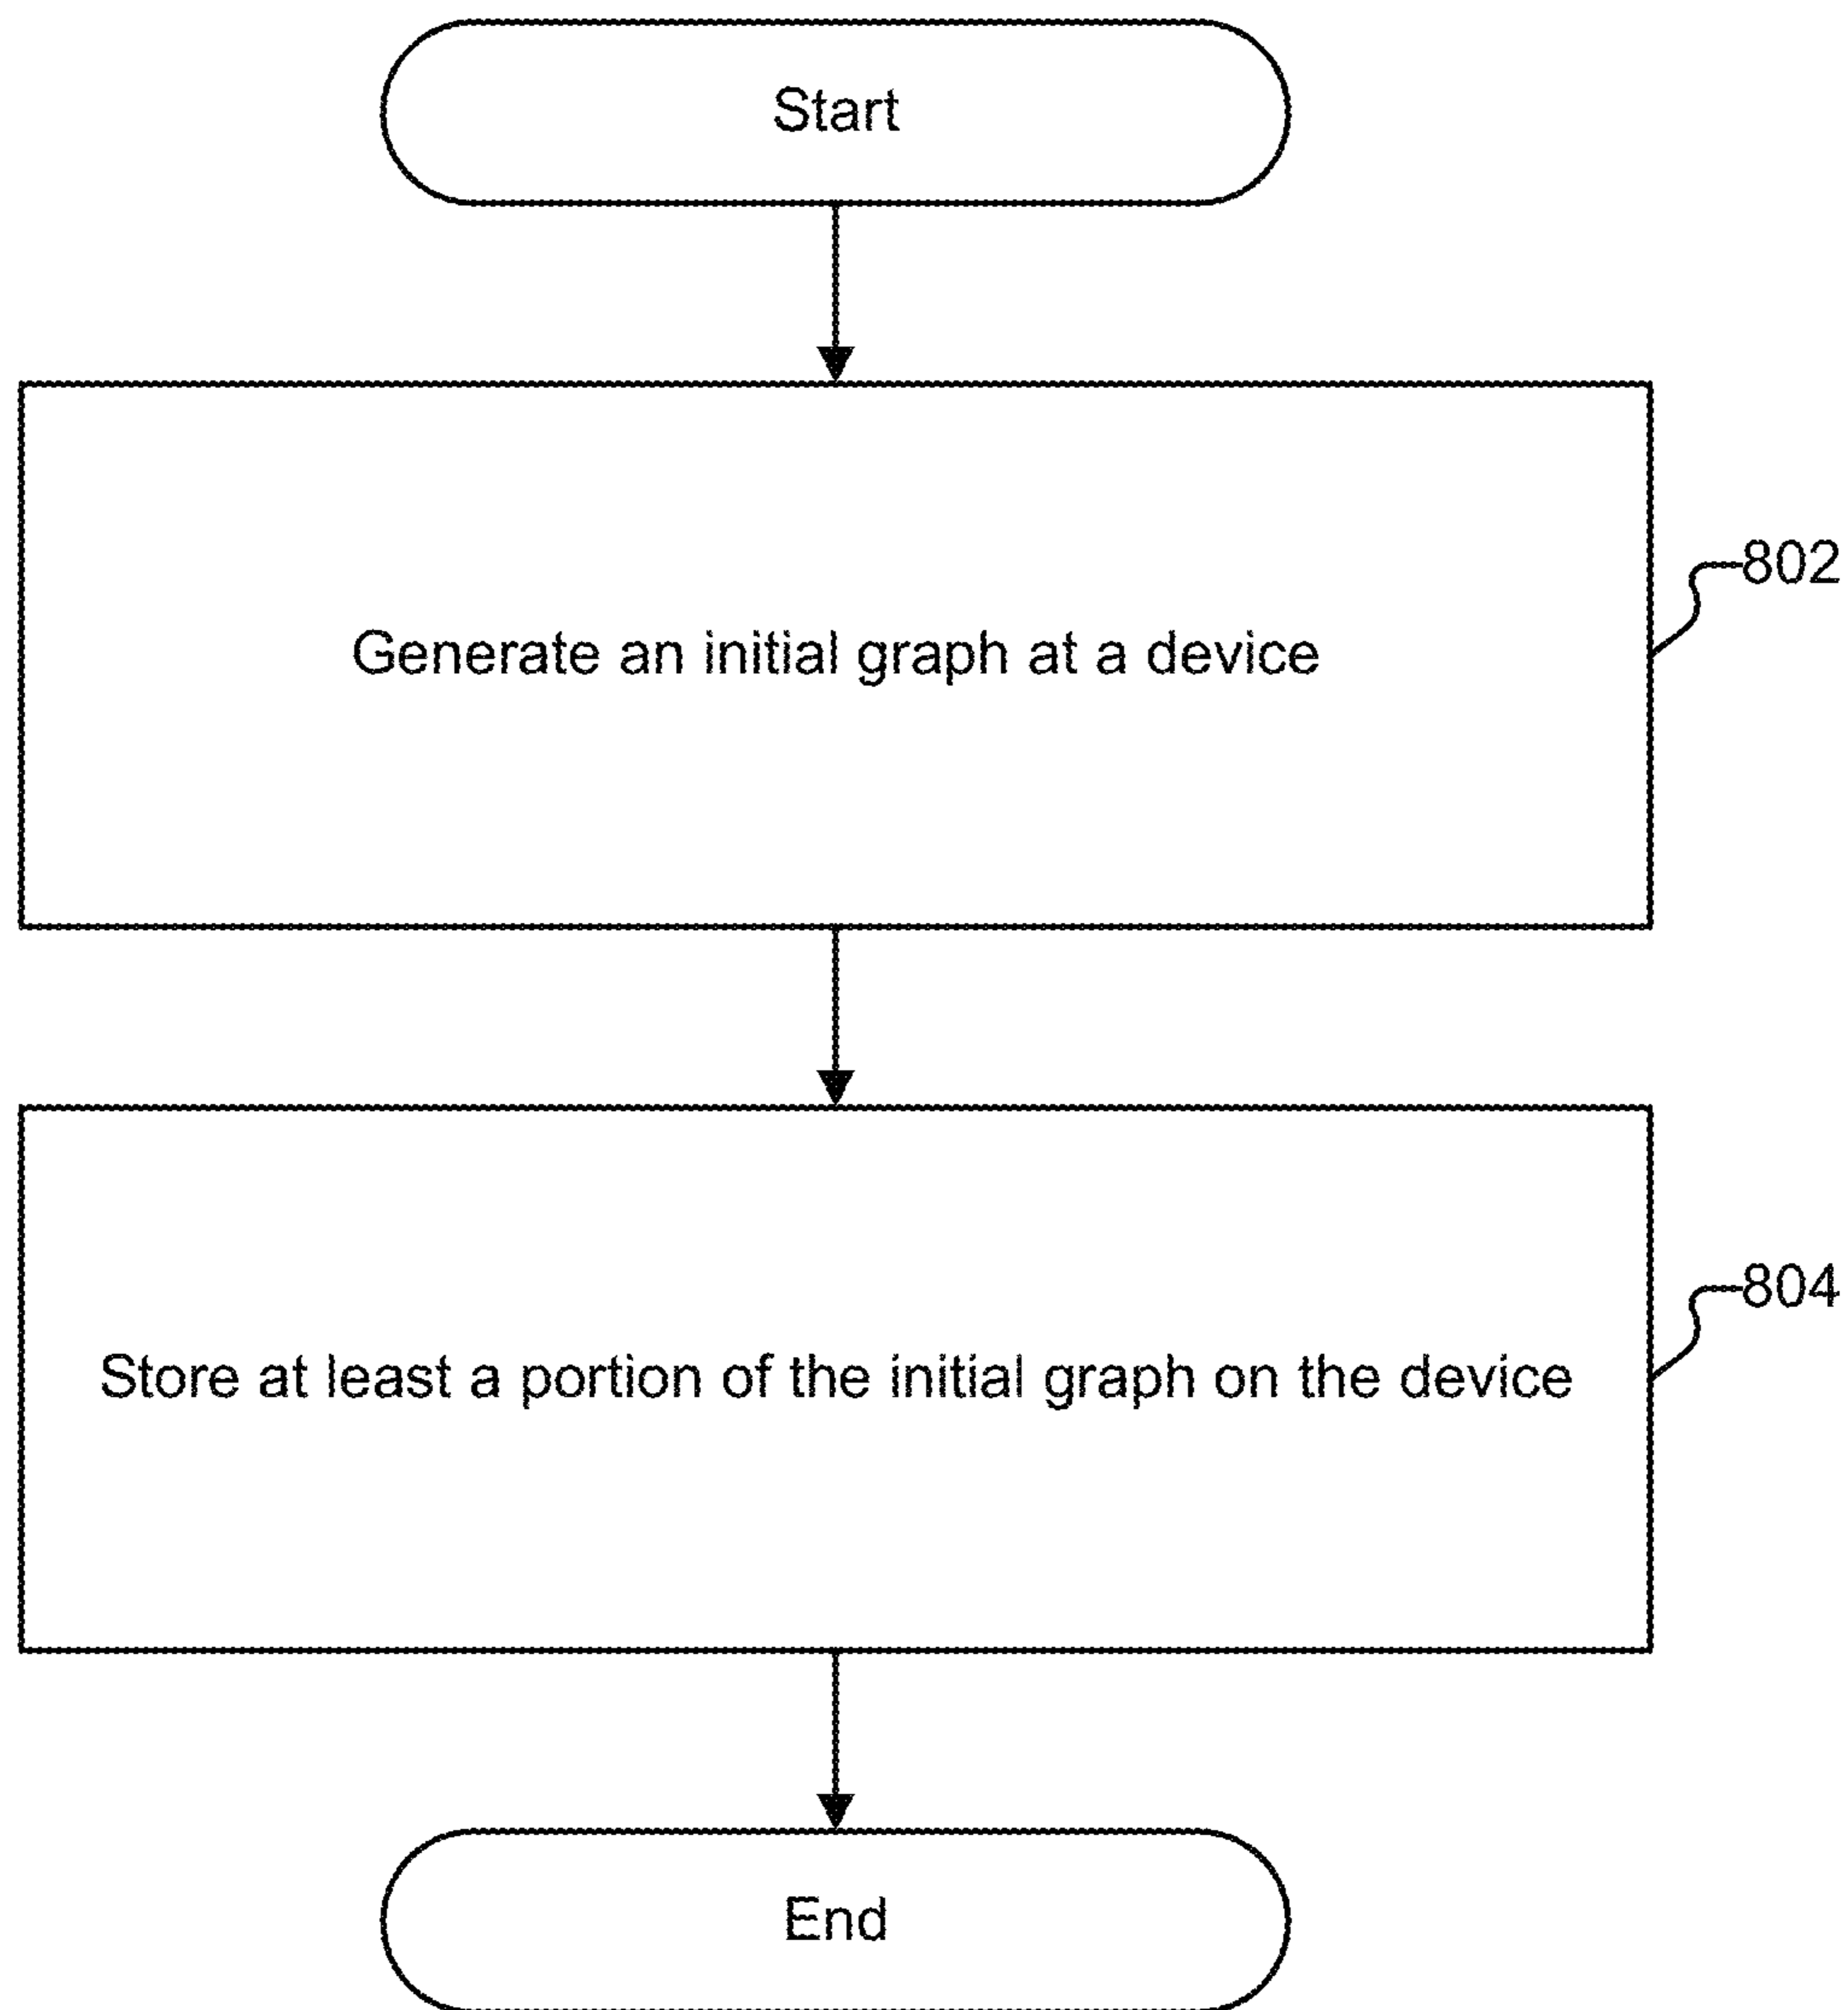 Start
802
Generate an initial graph at a device
804
Store at least a portion of the initial graph on the device
End